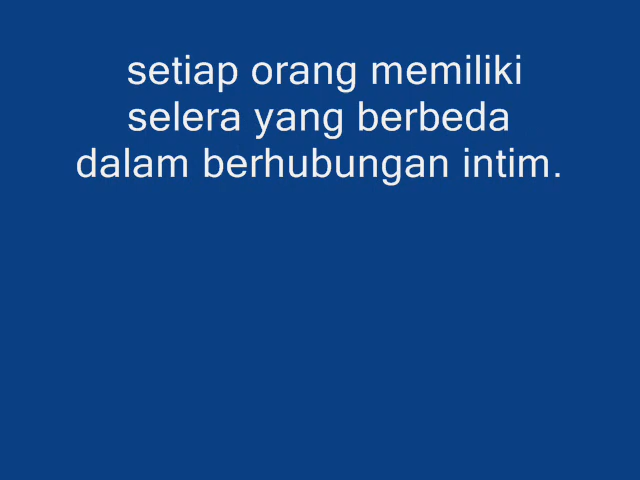 setiap orang memiliki
selera yang berbeda
dalam berhubungan intim.